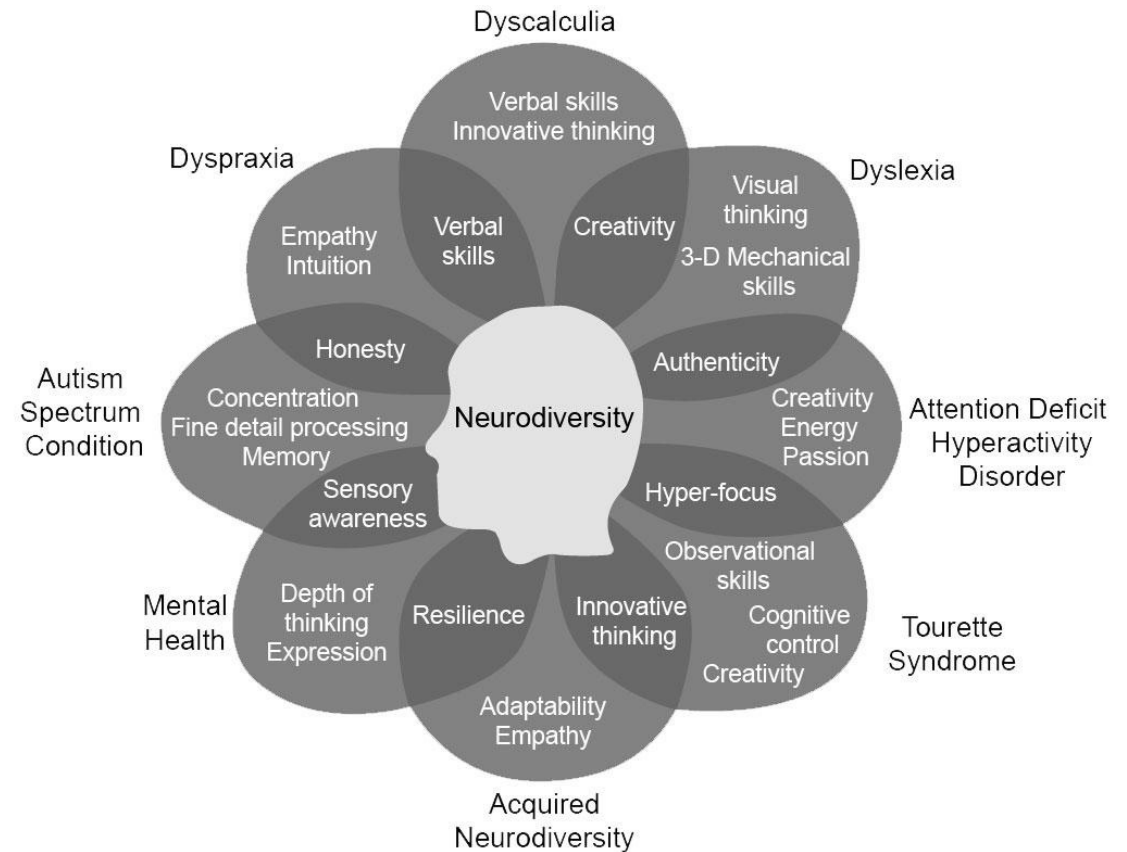 Dyscalculia
Verbal skills
Innovative thinking
Dyspraxia
Dyslexia
Visual
thinking
Verbal
skills
Creativity
Empathy
Intuition
3-D Mechanical
skills
Honesty
Authenticity
Autism
Spectrum
Condition
Concentration
Fine detail processing
Memory
Neurodiversity
Creativity
Energy
Passion
Attention Deficit
Hyperactivity
Disorder
Sensory
awareness
Hyper-focus
Observational
skills
Mental
Health
Depth of
thinking
Expression
Resilience
Innovative
thinking
Cognitive
control
Creativity
Tourette
Syndrome
Adaptability
Empathy
Acquired
Neurodiversity